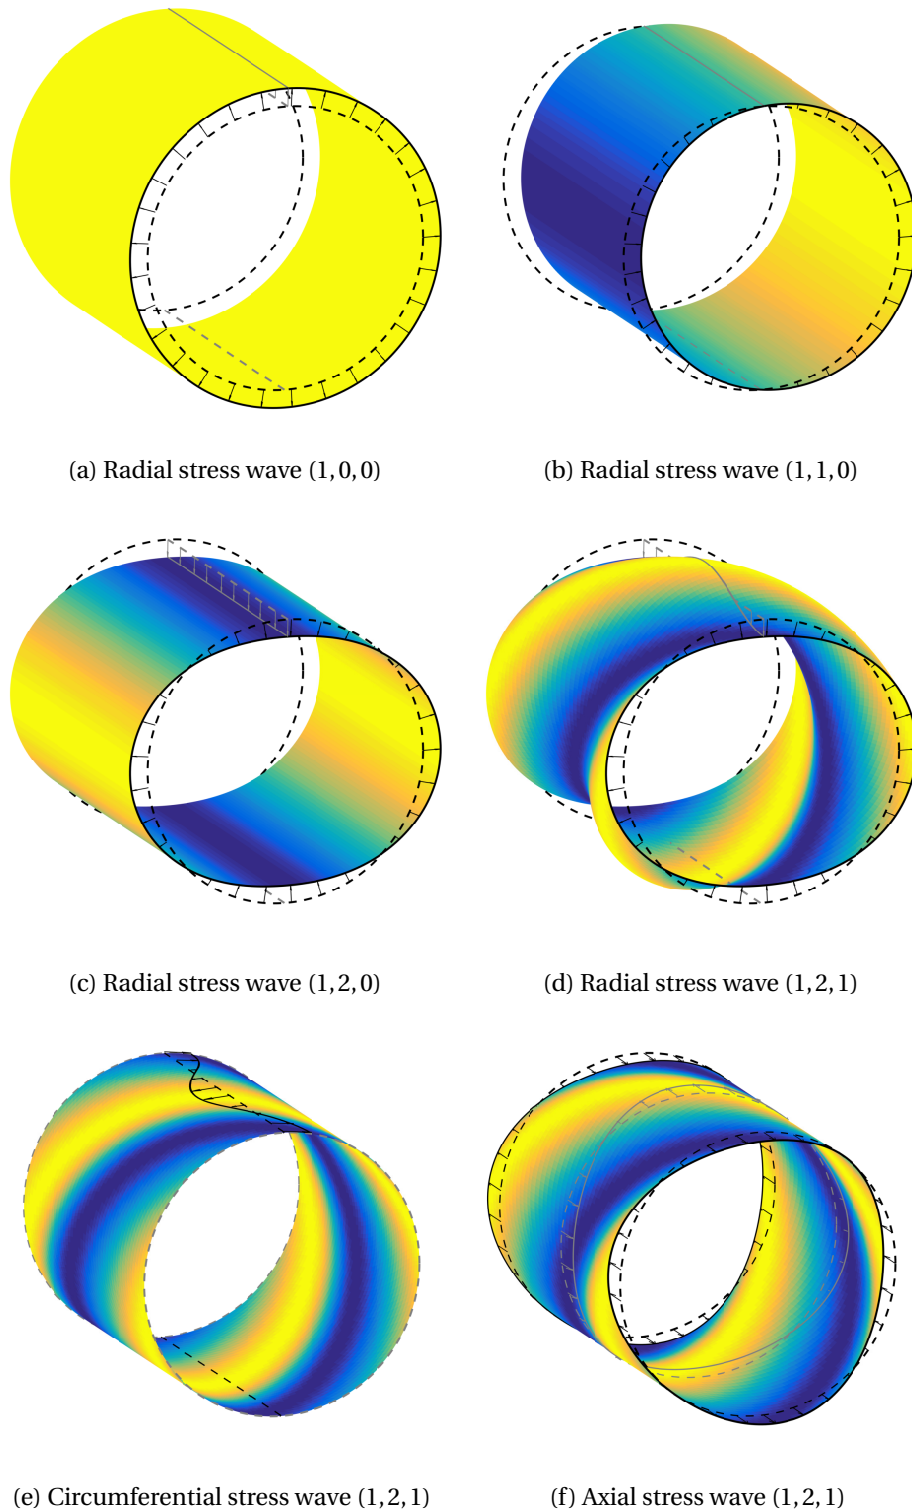 (a) Radial stress wave (1,0,0)
(b) Radial stress wave (1,1,0)
(c) Radial stress wave (1,2,0)
(d) Radial stress wave (1,2,1)
(e) Circumferential stress wave (1,2,1)
(f) Axial stress wave (1,2,1)